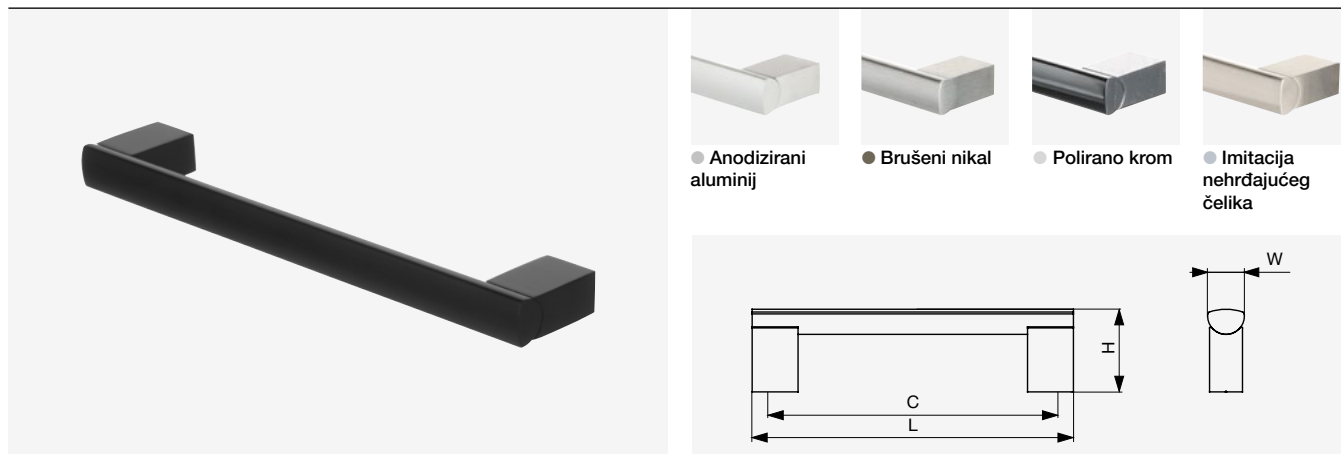 Anodizirani
aluminij
Brušeni nikal
Polirano krom
Imitacija
nehrđajućeg
čelika
W
H
C
L